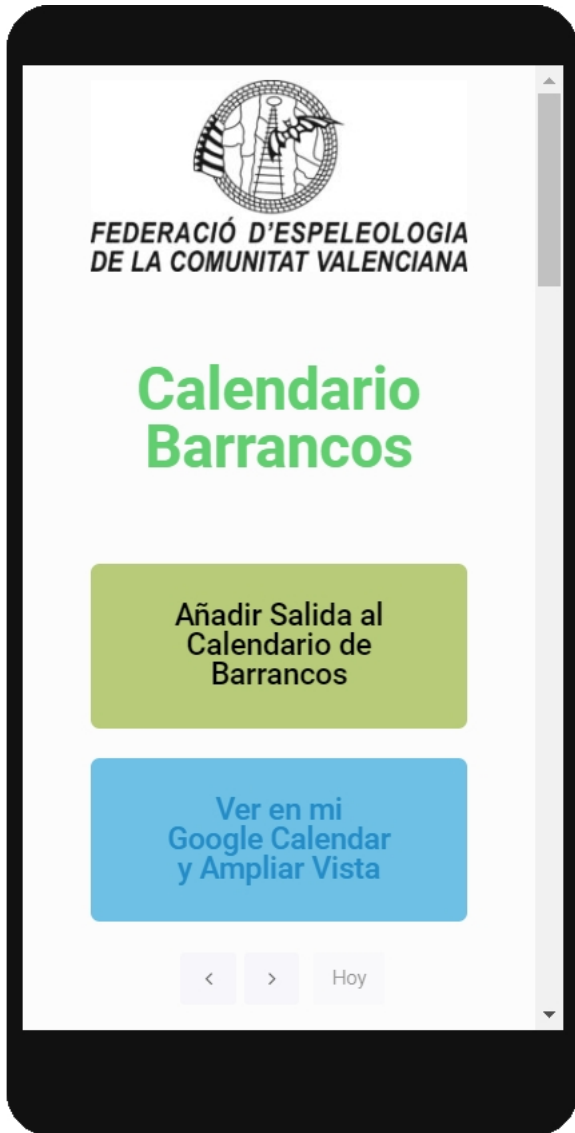 FEDERACIÓ D'ESPELEOLOGIA
DE LA COMUNITAT VALENCIANA
Calendario
Barrancos
Añadir Salida al
Calendario de
Barrancos
Ver en mi
Google Calendar
y Ampliar Vista
Hoy